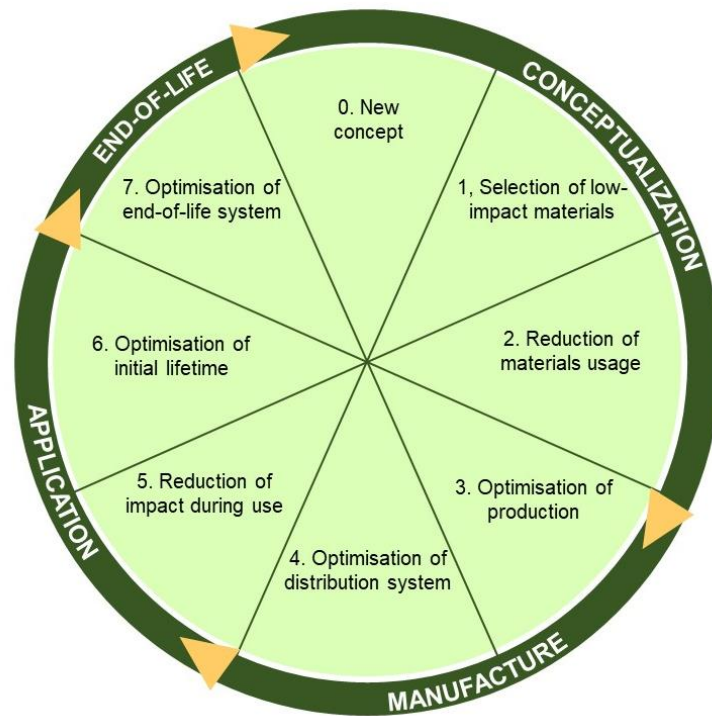 END-OF-LIFE
CONCEPTUALIZATION
0. New
concept
7. Optimisation of
end-of-life system
1, Selection of low-
impact materials
6. Optimisation of
initial lifetime
2. Reduction of
materials usage
APPLICATION
5. Reduction of
impact during use
3. Optimisation of
production
4. Optimisation of
distribution system
MANUFACTURE